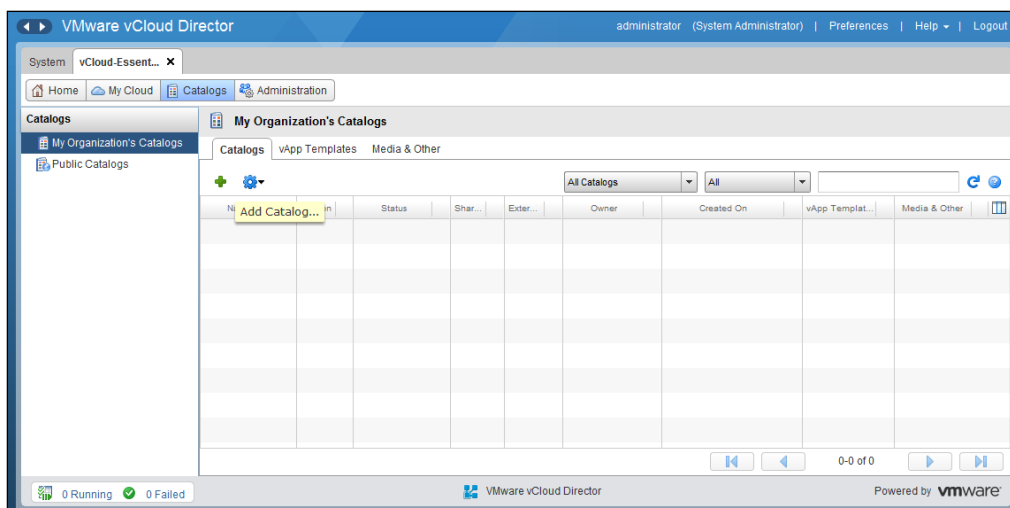 VMware vCloud Director
administrator (System Administrator) | Preferences | Help | Logout
System vCloud-Essent...
Home My Cloud Catalogs Administration
Catalogs
My Organization's Catalogs
Public Catalogs
My Organization's Catalogs
Catalogs vApp Templates Media & Other
All Catalogs All
Add Catalog...
Status Shar... Exter... Owner Created On vApp Templat... Media & Other
0-0 of 0
0 Running 0 Failed
VMware vCloud Director
Powered by vmware